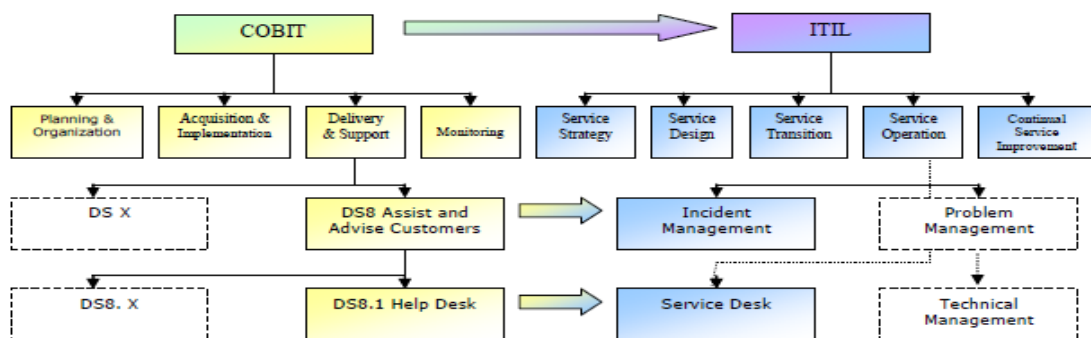 COBIT
ITIL
Planning &
Organization
Acquisition &
Implementation
Delivery
& Support
Monitoring
Service
Strategy
Service
Design
Service
Transition
Service
Operation
Continual
Service
Improvement
DS X
DS8 Assist and
Advise Customers
Incident
Management
Problem
Management
DS8. X
DS8.1 Help Desk
Service Desk
Technical
Management